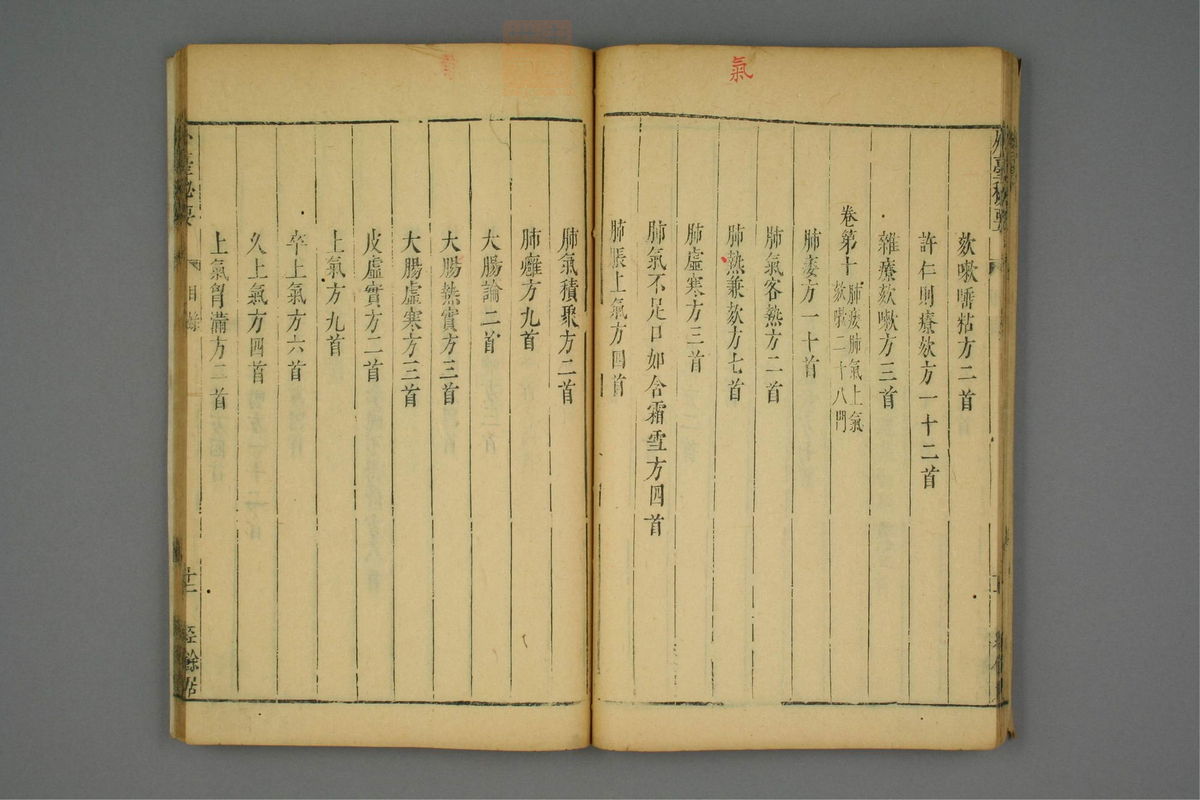 氣
欬嗽𠹍粘方二首
許仁則療欬方一十二首
雜療欬嗽方三首
卷第十
肺痿肺氣上氣
欬嗽二十八門
肺痿方一十首
肺氣客熱方二首
肺熱兼欬方七首
肺虛寒方三首
肺氣不足口如含霜雪方四首
肺脹上氣方四首
肺氣積聚方二首
肺癰方九首
大腸論二首
大腸熱實方三首
大腸虛寒方三首
皮虛實方二首
上氣方九首
卒上氣方六首
久上氣方四首
上氣胷滿方二首
臺秘要
目錄
十二
經餘居